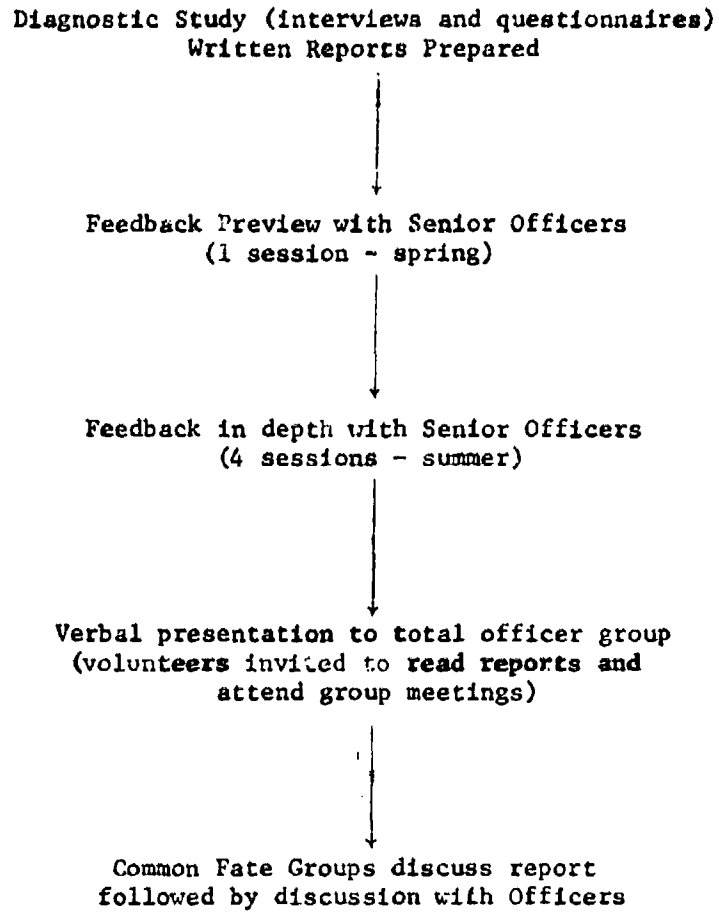 Diagnostic Study (interviews and questionnaires)
Written Reports Prepared
Feedback Preview with Senior Officers
(1 session - spring)
Feedback in depth with Senior Officers
(4 sessions - summer)
Verbal presentation to total officer group
(volunteers invited to read reports and
attend group meetings)
Common Fate Groups discuss report
followed by discussion with Officers